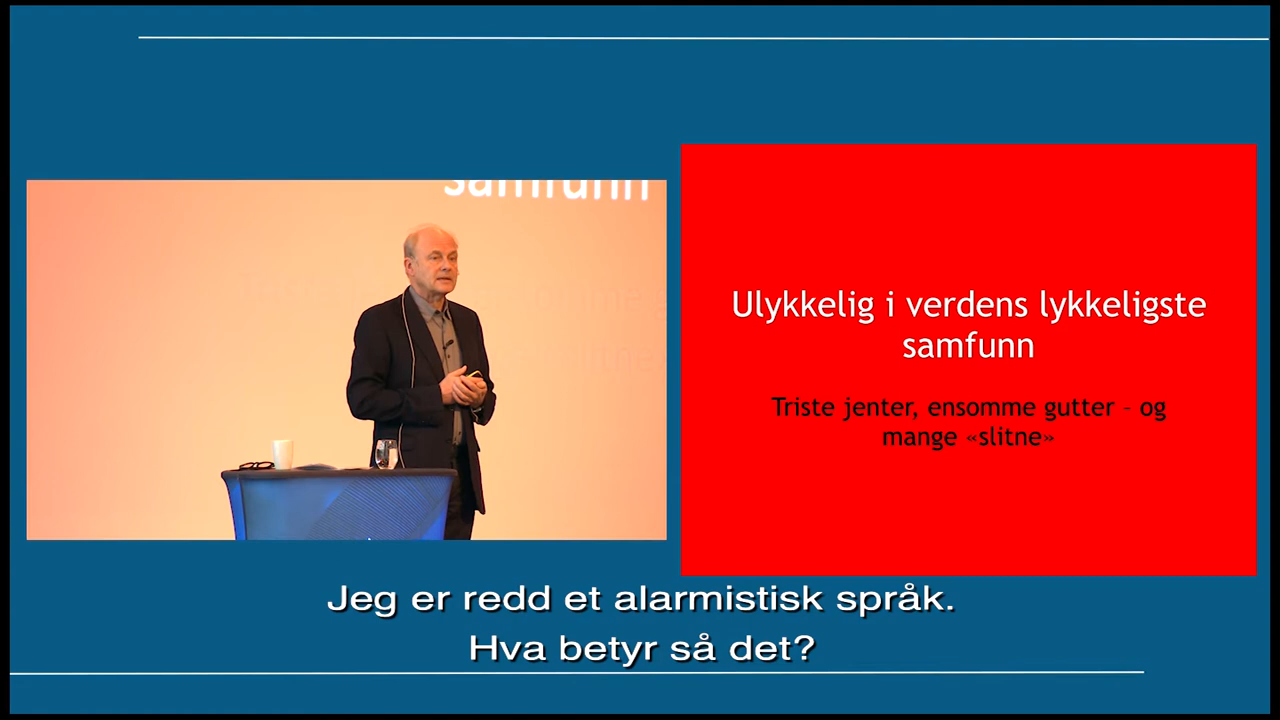 samfunn
Ulykkelig i verdens lykkeligste
samfunn
Triste jenter, ensomme gutter – og
mange «slitne»
Jeg er redd et alarmistisk språk.
Hva betyr så det?